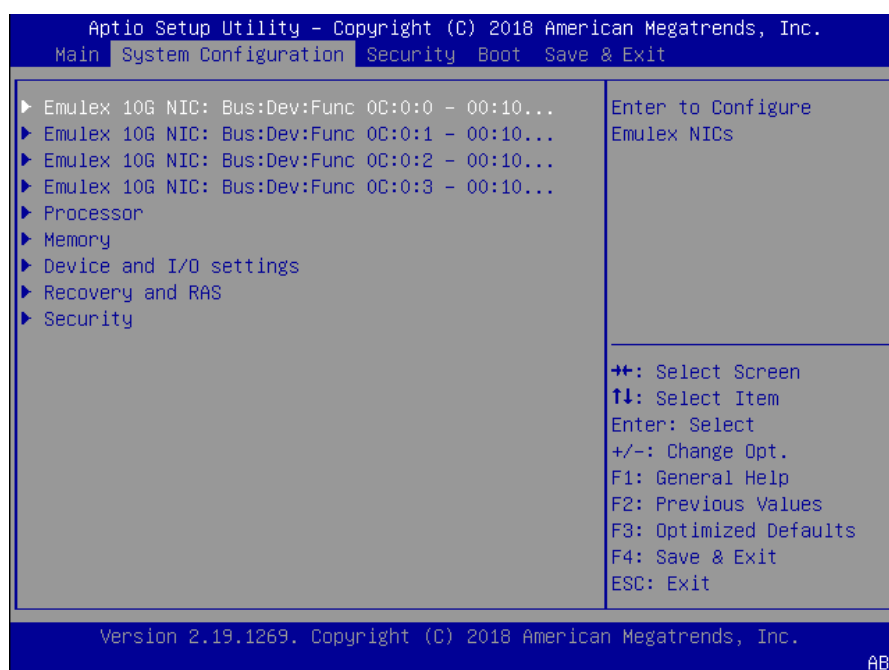 Aptio Setup Utility – Copyright (C) 2018 American Megatrends, Inc.
Main System Configuration Security Boot Save & Exit
▶ Emulex 10G NIC: Bus:Dev:Func 0C:0:0 – 00:10...
▶ Emulex 10G NIC: Bus:Dev:Func 0C:0:1 – 00:10...
▶ Emulex 10G NIC: Bus:Dev:Func 0C:0:2 – 00:10...
▶ Emulex 10G NIC: Bus:Dev:Func 0C:0:3 – 00:10...
▶ Processor
▶ Memory
▶ Device and I/O settings
▶ Recovery and RAS
▶ Security
Enter to Configure
Emulex NICs
→←: Select Screen
↑↓: Select Item
Enter: Select
+/-: Change Opt.
F1: General Help
F2: Previous Values
F3: Optimized Defaults
F4: Save & Exit
ESC: Exit
Version 2.19.1269. Copyright (C) 2018 American Megatrends, Inc.
AB